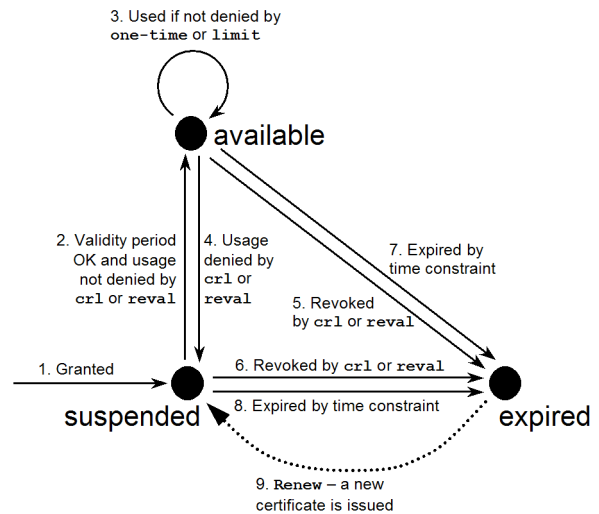 3. Used if not denied by
one-time or limit
available
2. Validity period
OK and usage
not denied by
crl or reval
4. Usage
denied by
crl or
reval
7. Expired by
time constraint
5. Revoked
by crl or reval
1. Granted
6. Revoked by crl or reval
suspended
8. Expired by time constraint
expired
9. Renew – a new
certificate is issued